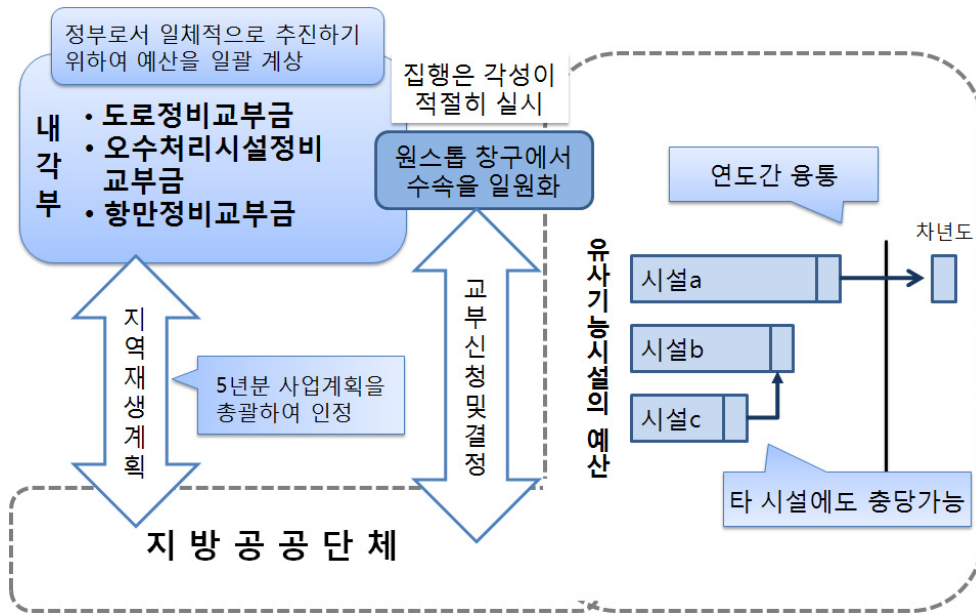 정부로서 일체적으로 추진하기
위하여 예산을 일괄 계상
내각부
• 도로정비교부금
• 오수처리시설정비
교부금
• 항만정비교부금
집행은 각성이
적절히 실시
원스톱 창구에서
수속을 일원화
지역재생계획
5년분 사업계획을
총괄하여 인정
교부신청및결정
지방공공단체
유사기능시설의 예산
연도간 융통
차년도
시설a
시설b
시설c
타 시설에도 충당가능